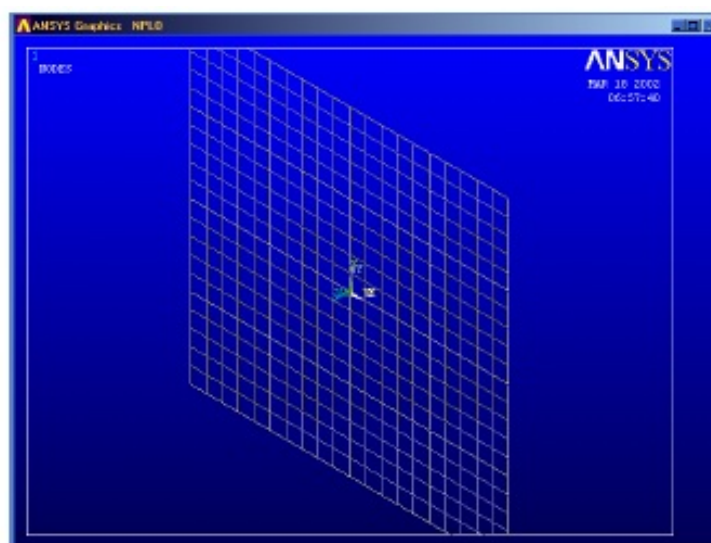 ANSYS Graphics NPLO
1
NODES
ANSYS
MAR 18 2002
06:57:40